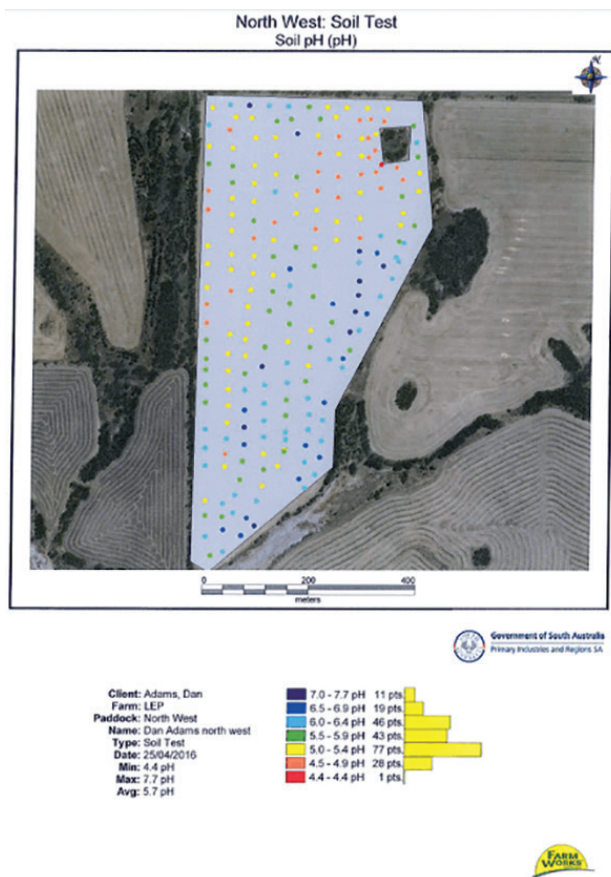 North West: Soil Test
Soil pH (pH)
N
0 200 400
meters
Government of South Australia
Primary Industries and Regions SA
Client: Adams, Dan
Farm: LEP
Paddock: North West
Name: Dan Adams north west
Type: Soil Test
Date: 25/04/2016
Min: 4.4 pH
Max: 7.7 pH
Avg: 5.7 pH
7.0 - 7.7 pH 11 pts.
6.5 - 6.9 pH 19 pts.
6.0 - 6.4 pH 46 pts.
5.5 - 5.9 pH 43 pts.
5.0 - 5.4 pH 77 pts.
4.5 - 4.9 pH 28 pts.
4.4 - 4.4 pH 1 pts.
FARM
WORKS